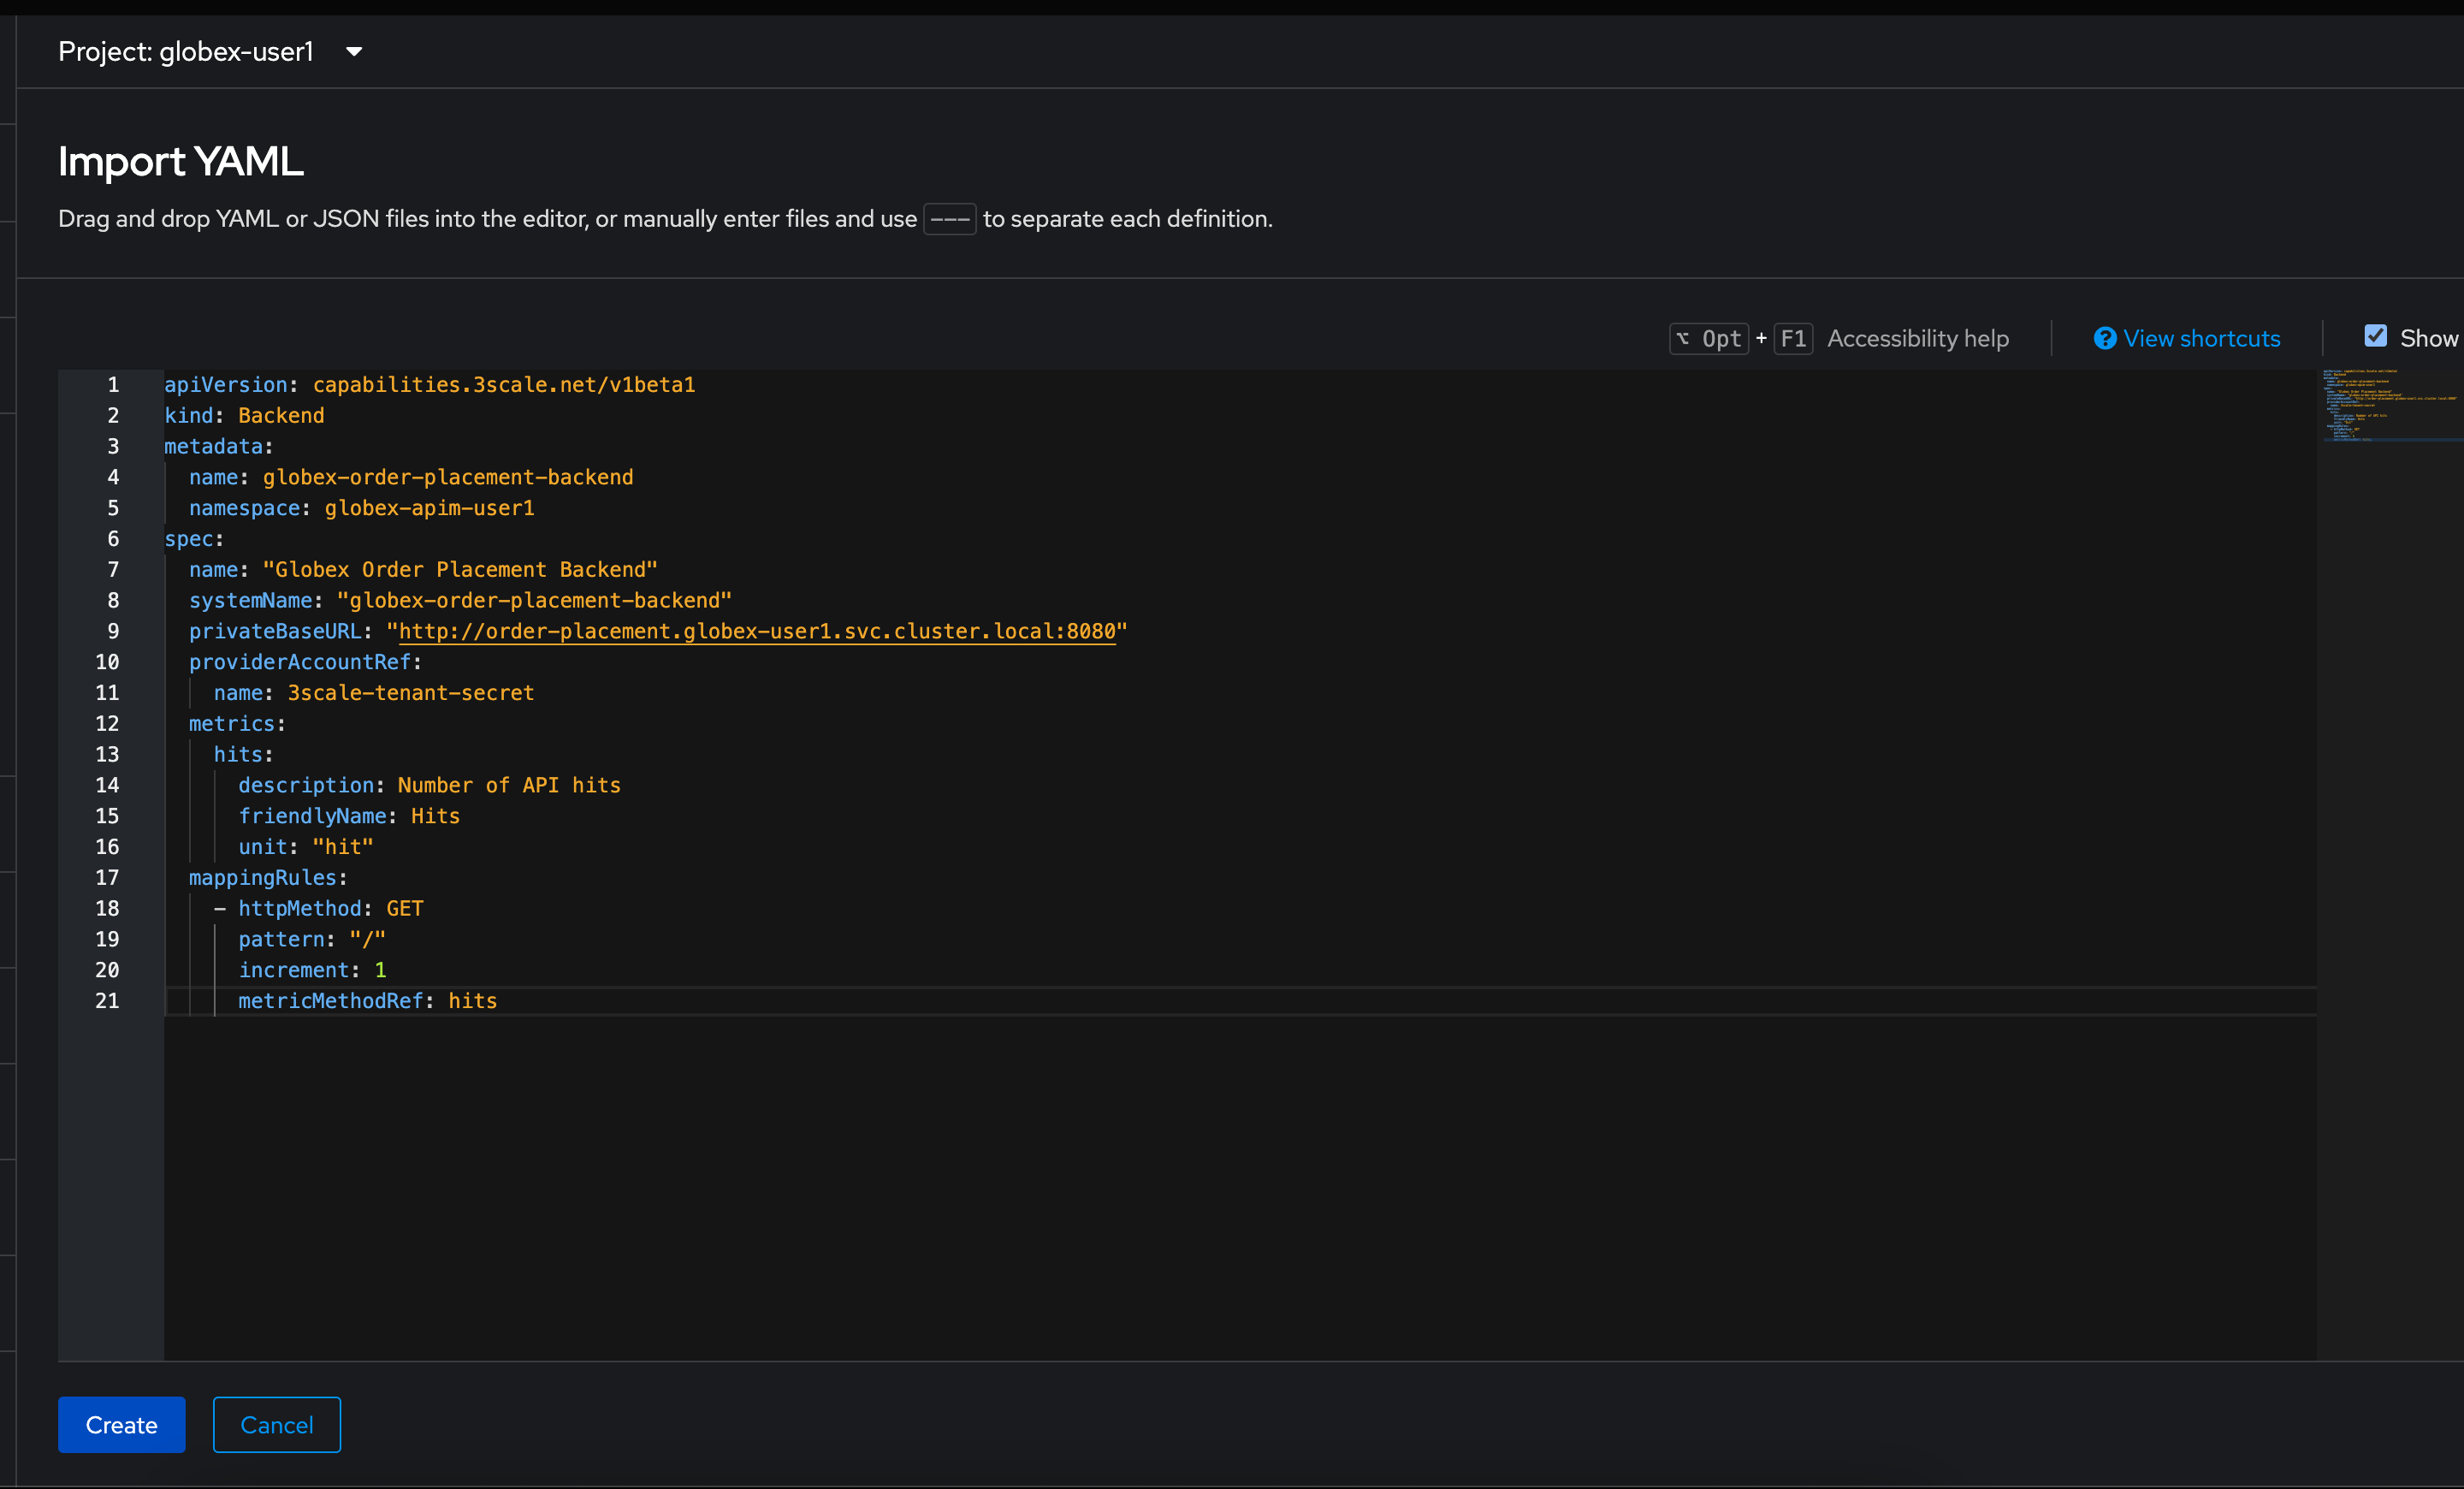 Project: globex-user1
Import YAML
Drag and drop YAML or JSON files into the editor, or manually enter files and use --- to separate each definition.
⌥ Opt + F1 Accessibility help View shortcuts Show
1 apiVersion: capabilities.3scale.net/v1beta1
2 kind: Backend
3 metadata:
4   name: globex-order-placement-backend
5   namespace: globex-apim-user1
6 spec:
7   name: "Globex Order Placement Backend"
8   systemName: "globex-order-placement-backend"
9   privateBaseURL: "http://order-placement.globex-user1.svc.cluster.local:8080"
10   providerAccountRef:
11     name: 3scale-tenant-secret
12   metrics:
13     hits:
14       description: Number of API hits
15       friendlyName: Hits
16       unit: "hit"
17   mappingRules:
18     - httpMethod: GET
19       pattern: "/"
20       increment: 1
21       metricMethodRef: hits
Create Cancel